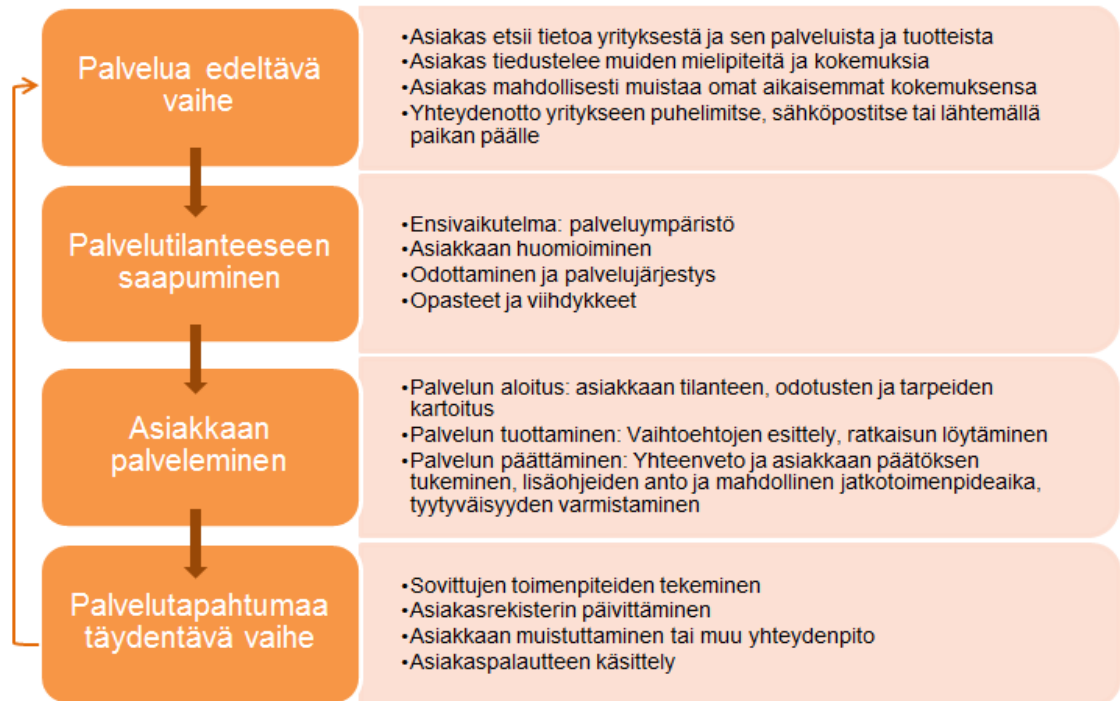 Palvelua edeltävä
vaihe
•Asiakas etsii tietoa yrityksestä ja sen palveluista ja tuotteista
•Asiakas tiedustelee muiden mielipiteitä ja kokemuksia
•Asiakas mahdollisesti muistaa omat aikaisemmat kokemuksensa
•Yhteydenotto yritykseen puhelimitse, sähköpostitse tai lähtemällä
paikan päälle
Palvelutilanteeseen
saapuminen
•Ensivaikutelma: palveluympäristö
•Asiakkaan huomioiminen
•Odottaminen ja palvelujärjestys
•Opasteet ja viihdykkeet
Asiakkaan
palveleminen
•Palvelun aloitus: asiakkaan tilanteen, odotusten ja tarpeiden
kartoitus
•Palvelun tuottaminen: Vaihtoehtojen esittely, ratkaisun löytäminen
•Palvelun päättäminen: Yhteenveto ja asiakkaan päätöksen
tukeminen, lisäohjeiden anto ja mahdollinen jatkotoimenpideaika,
tyytyväisyyden varmistaminen
Palvelutapahtumaa
täydentävä vaihe
•Sovittujen toimenpiteiden tekeminen
•Asiakasrekisterin päivittäminen
•Asiakkaan muistuttaminen tai muu yhteydenpito
•Asiakaspalautteen käsittely